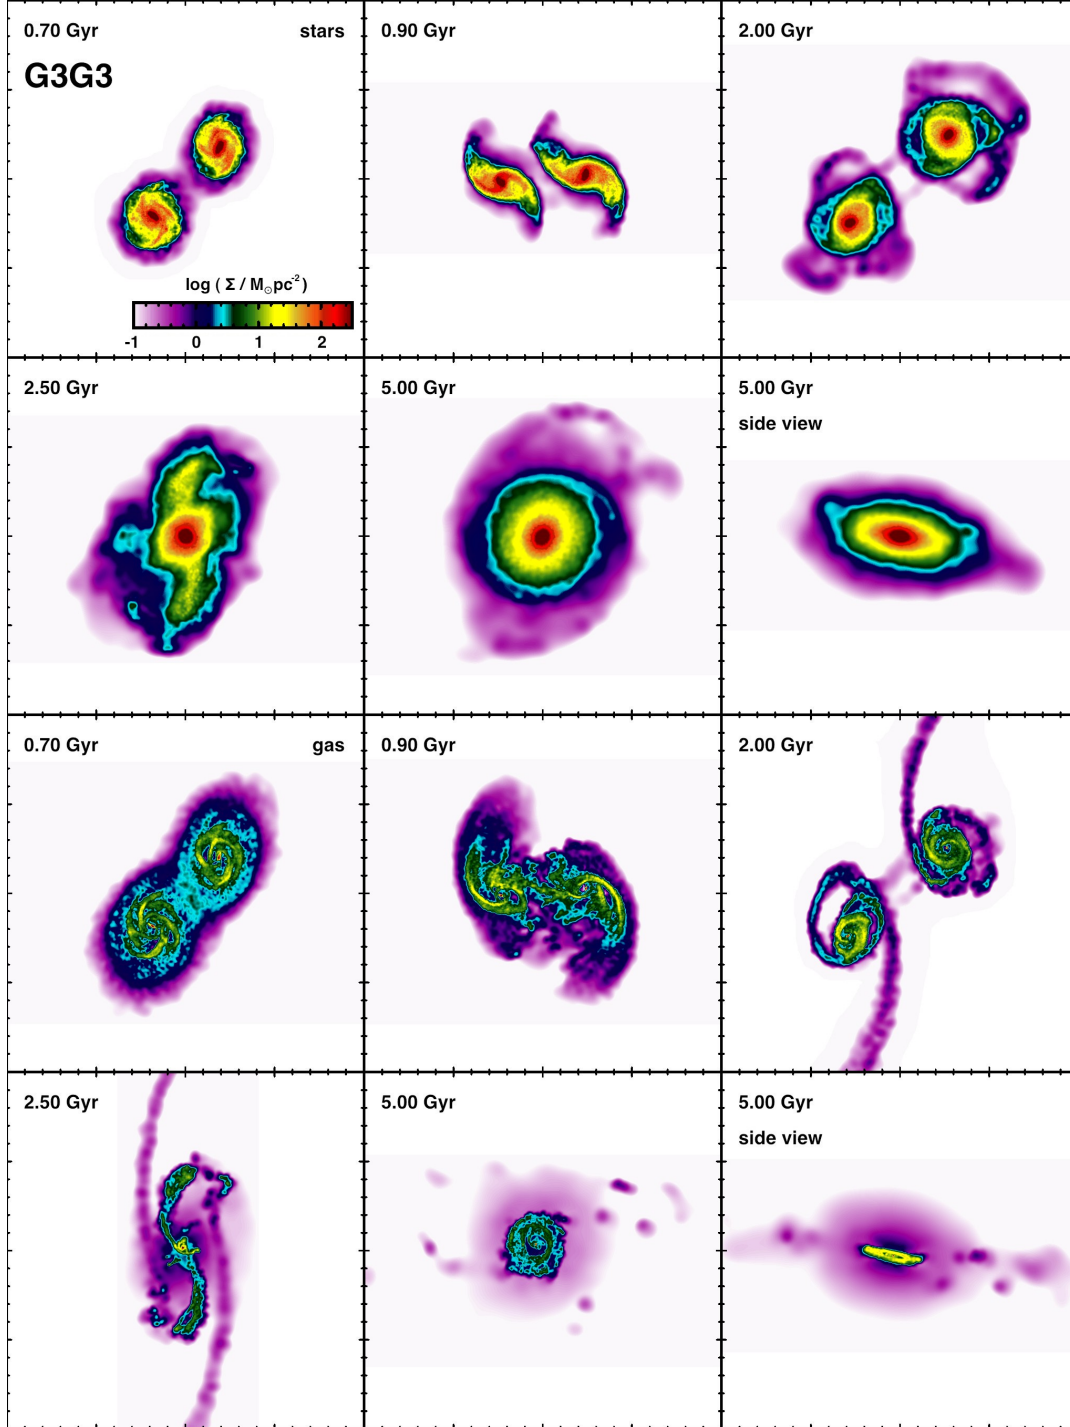 0.70 Gyr stars
G3G3
log ( Σ / M☉pc⁻² )
-1 0 1 2
0.90 Gyr
2.00 Gyr
2.50 Gyr
5.00 Gyr
5.00 Gyr
side view
0.70 Gyr gas
0.90 Gyr
2.00 Gyr
2.50 Gyr
5.00 Gyr
5.00 Gyr
side view